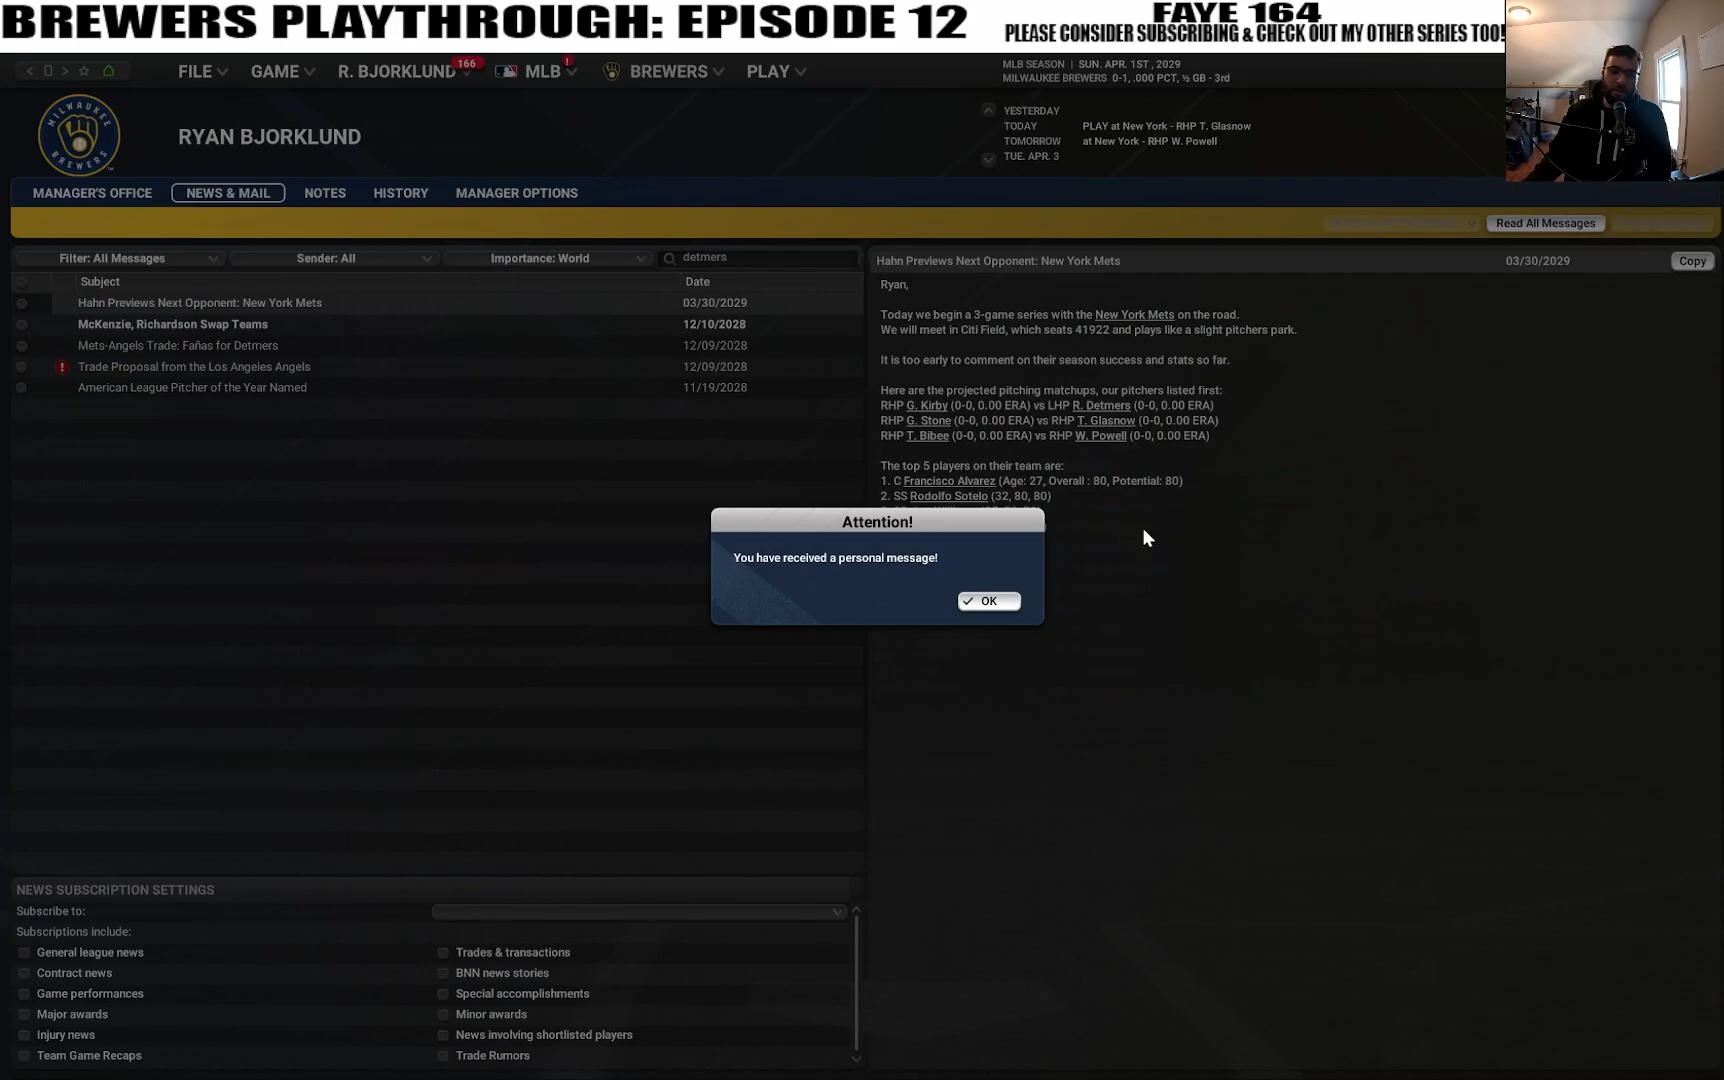 BREWERS PLAYTHROUGH: EPISODE 12
FAYE 164
PLEASE CONSIDER SUBSCRIBING & CHECK OUT MY OTHER SERIES TOO!
FILE
GAME
R. BJORKLUND
166
MLB
!
BREWERS
PLAY
MLB SEASON | SUN. APR. 1ST , 2029
MILWAUKEE BREWERS 0-1, .000 PCT, ½ GB - 3rd
MILWAUKEE
BREWERS
RYAN BJORKLUND
YESTERDAY
TODAY PLAY at New York - RHP T. Glasnow
TOMORROW at New York - RHP W. Powell
TUE. APR. 3
MANAGER'S OFFICE
NEWS & MAIL
NOTES
HISTORY
MANAGER OPTIONS
Read All Messages
Filter: All Messages
Sender: All
Importance: World
detmers
Subject Date
Hahn Previews Next Opponent: New York Mets 03/30/2029
McKenzie, Richardson Swap Teams 12/10/2028
Mets-Angels Trade: Fañas for Detmers 12/09/2028
! Trade Proposal from the Los Angeles Angels 12/09/2028
American League Pitcher of the Year Named 11/19/2028
Hahn Previews Next Opponent: New York Mets 03/30/2029
Copy
Ryan,
Today we begin a 3-game series with the New York Mets on the road.
We will meet in Citi Field, which seats 41922 and plays like a slight pitchers park.
It is too early to comment on their season success and stats so far.
Here are the projected pitching matchups, our pitchers listed first:
RHP G. Kirby (0-0, 0.00 ERA) vs LHP R. Detmers (0-0, 0.00 ERA)
RHP G. Stone (0-0, 0.00 ERA) vs RHP T. Glasnow (0-0, 0.00 ERA)
RHP T. Bibee (0-0, 0.00 ERA) vs RHP W. Powell (0-0, 0.00 ERA)
The top 5 players on their team are:
1. C Francisco Alvarez (Age: 27, Overall : 80, Potential: 80)
2. SS Rodolfo Sotelo (32, 80, 80)
Attention!
You have received a personal message!
OK
NEWS SUBSCRIPTION SETTINGS
Subscribe to:
Subscriptions include:
General league news
Trades & transactions
Contract news
BNN news stories
Game performances
Special accomplishments
Major awards
Minor awards
Injury news
News involving shortlisted players
Team Game Recaps
Trade Rumors